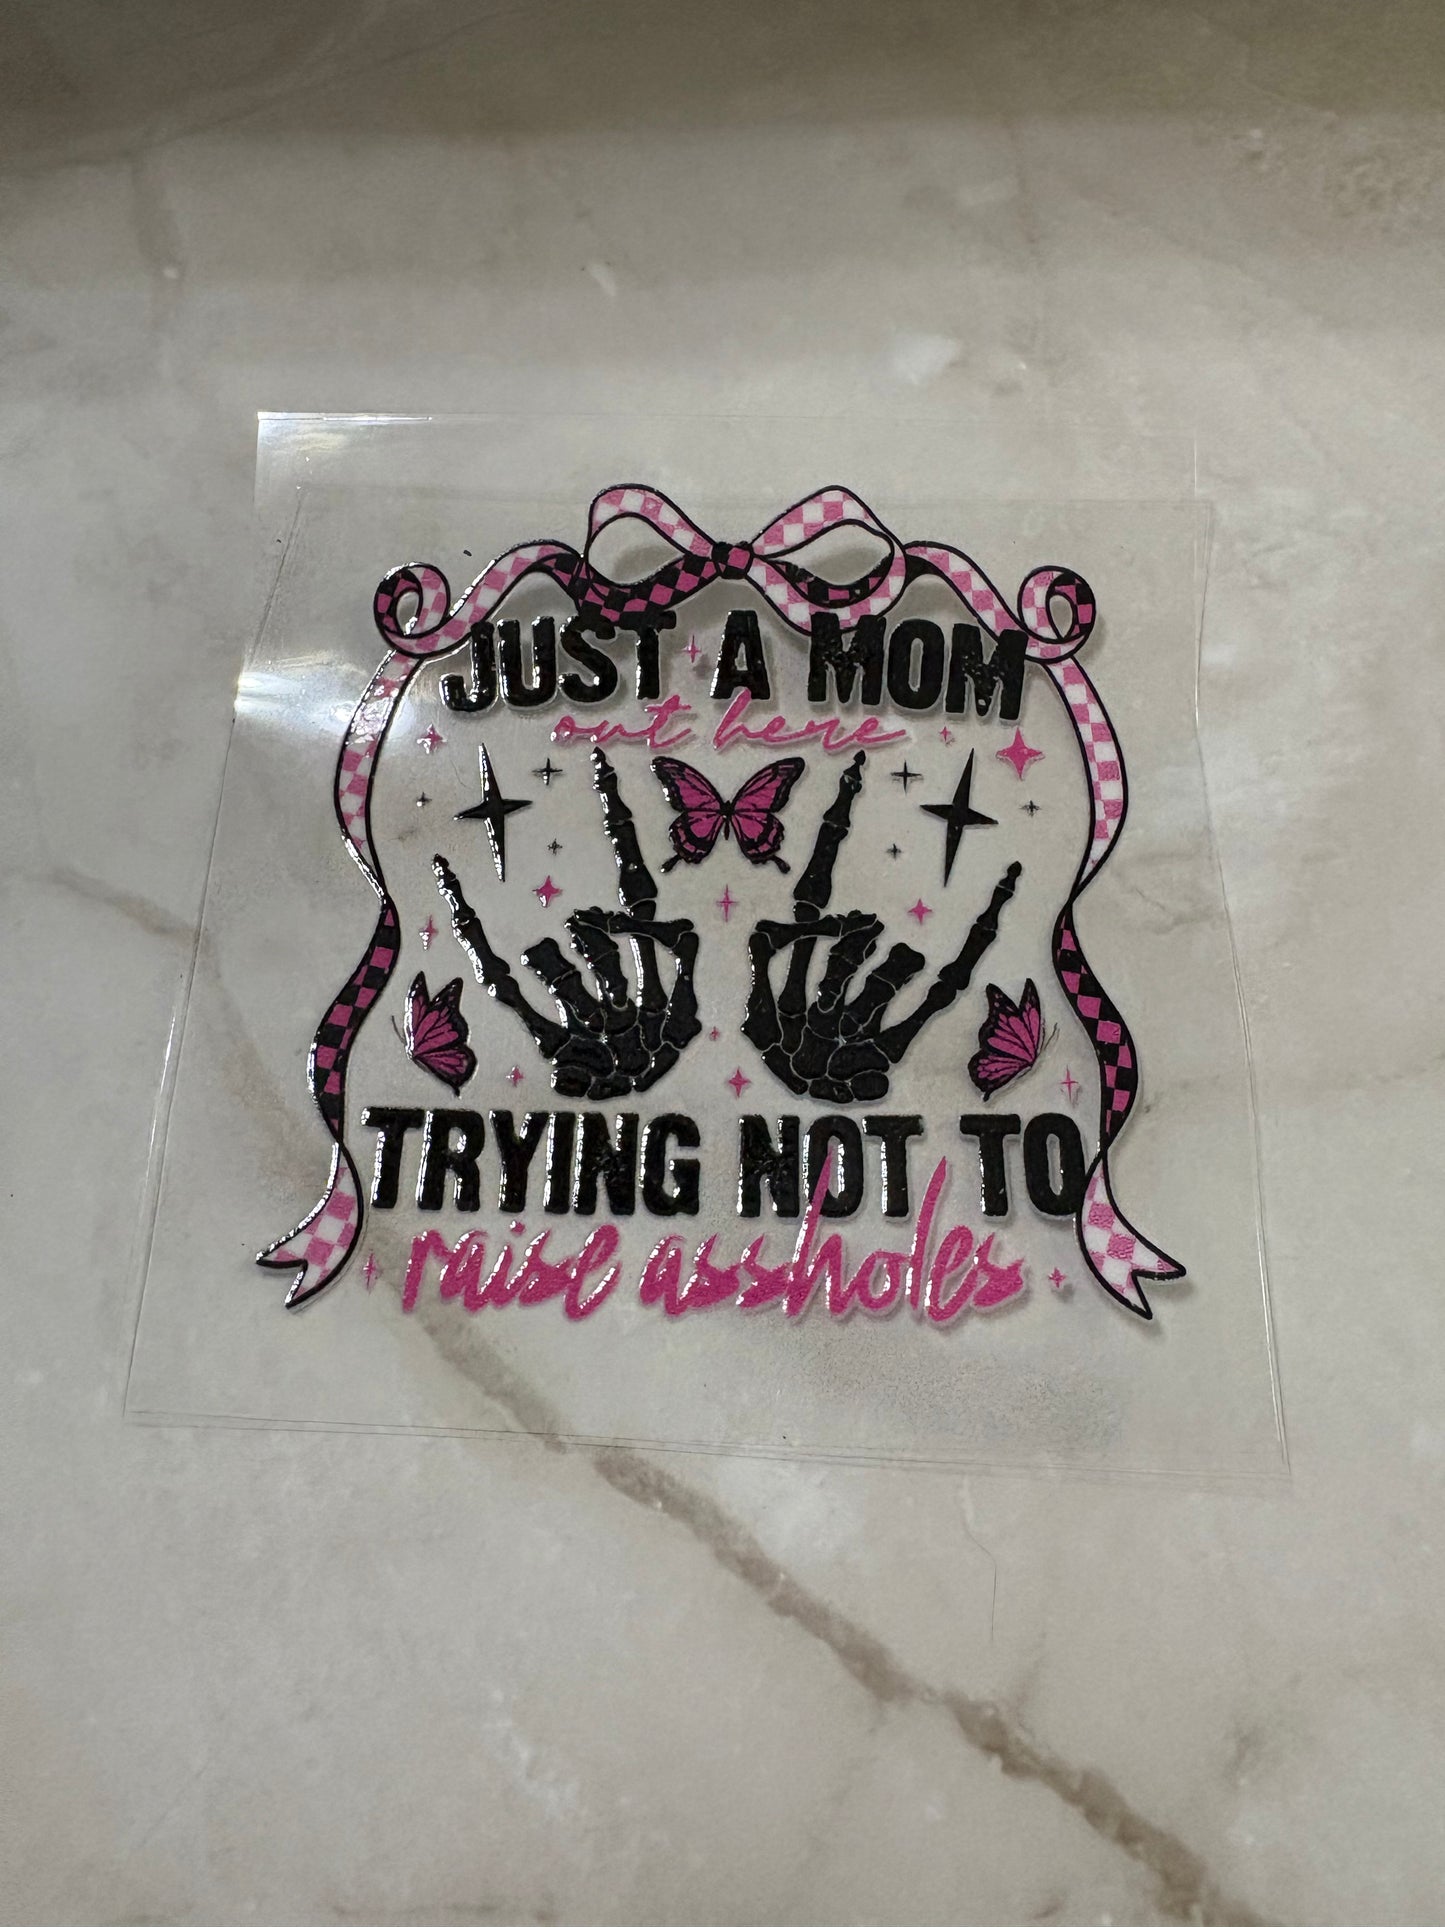 JUST A MOM
out here
TRYING NOT TO
raise assholes